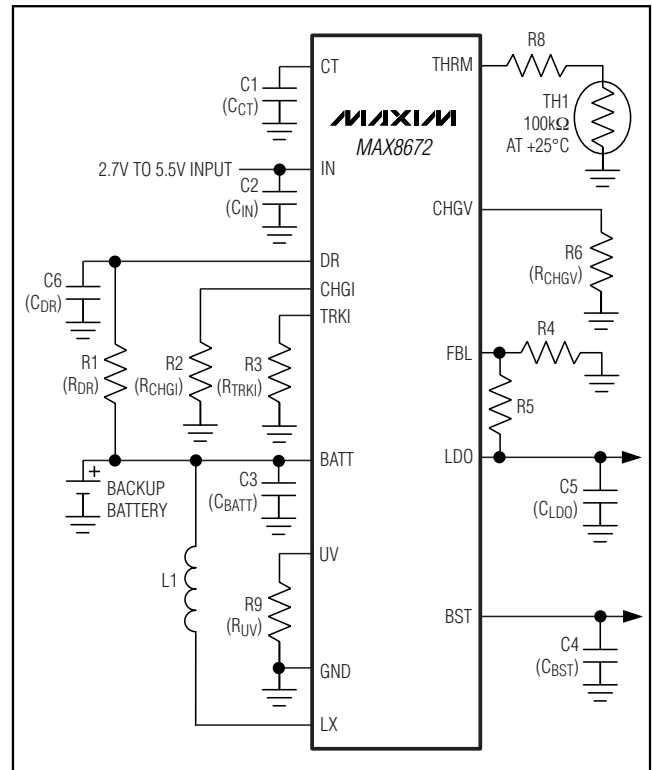 CT
C1
(CCT)
2.7V TO 5.5V INPUT
IN
C2
(CIN)
DR
C6
(CDR)
CHGI
TRKI
R1
(RDR)
R2
(RCHGI)
R3
(RTRKI)
BATT
+
BACKUP
BATTERY
C3
(CBATT)
UV
L1
R9
(RUV)
GND
LX
MAXIM
MAX8672
THRM
R8
TH1
100kΩ
AT +25°C
CHGV
R6
(RCHGV)
FBL
R4
R5
LDO
C5
(CLDO)
BST
C4
(CBST)